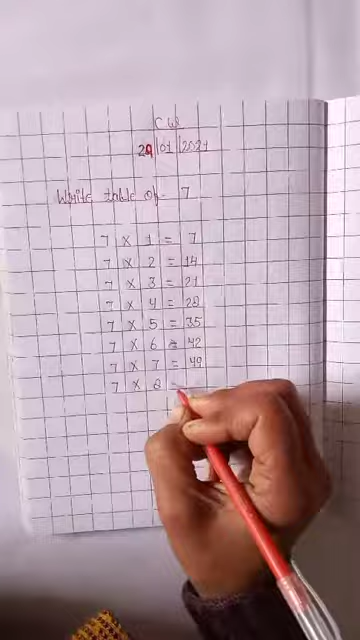 CW
29/01/2021
Write table of - 7
7 × 1 = 7
7 × 2 = 14
7 × 3 = 21
7 × 4 = 28
7 × 5 = 35
7 × 6 = 42
7 × 7 = 49
7 × 8